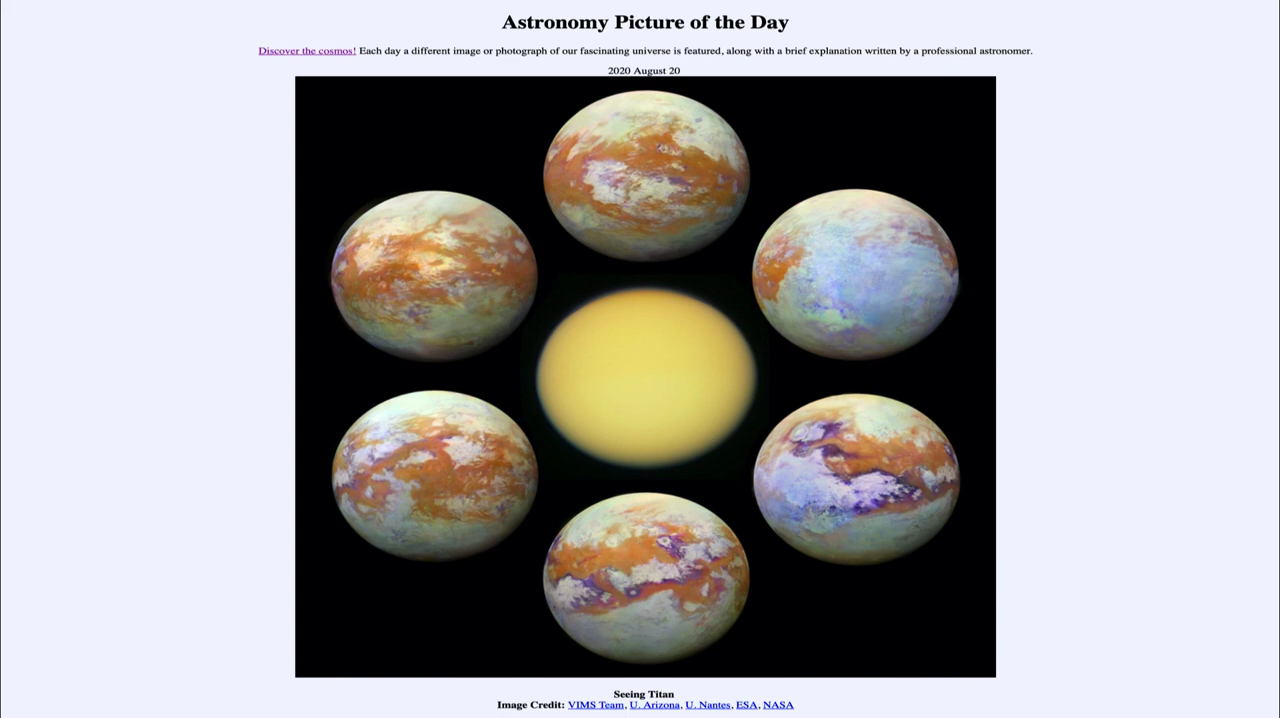 Astronomy Picture of the Day
Discover the cosmos! Each day a different image or photograph of our fascinating universe is featured, along with a brief explanation written by a professional astronomer.
2020 August 20
Seeing Titan
Image Credit: VIMS Team, U. Arizona, U. Nantes, ESA, NASA